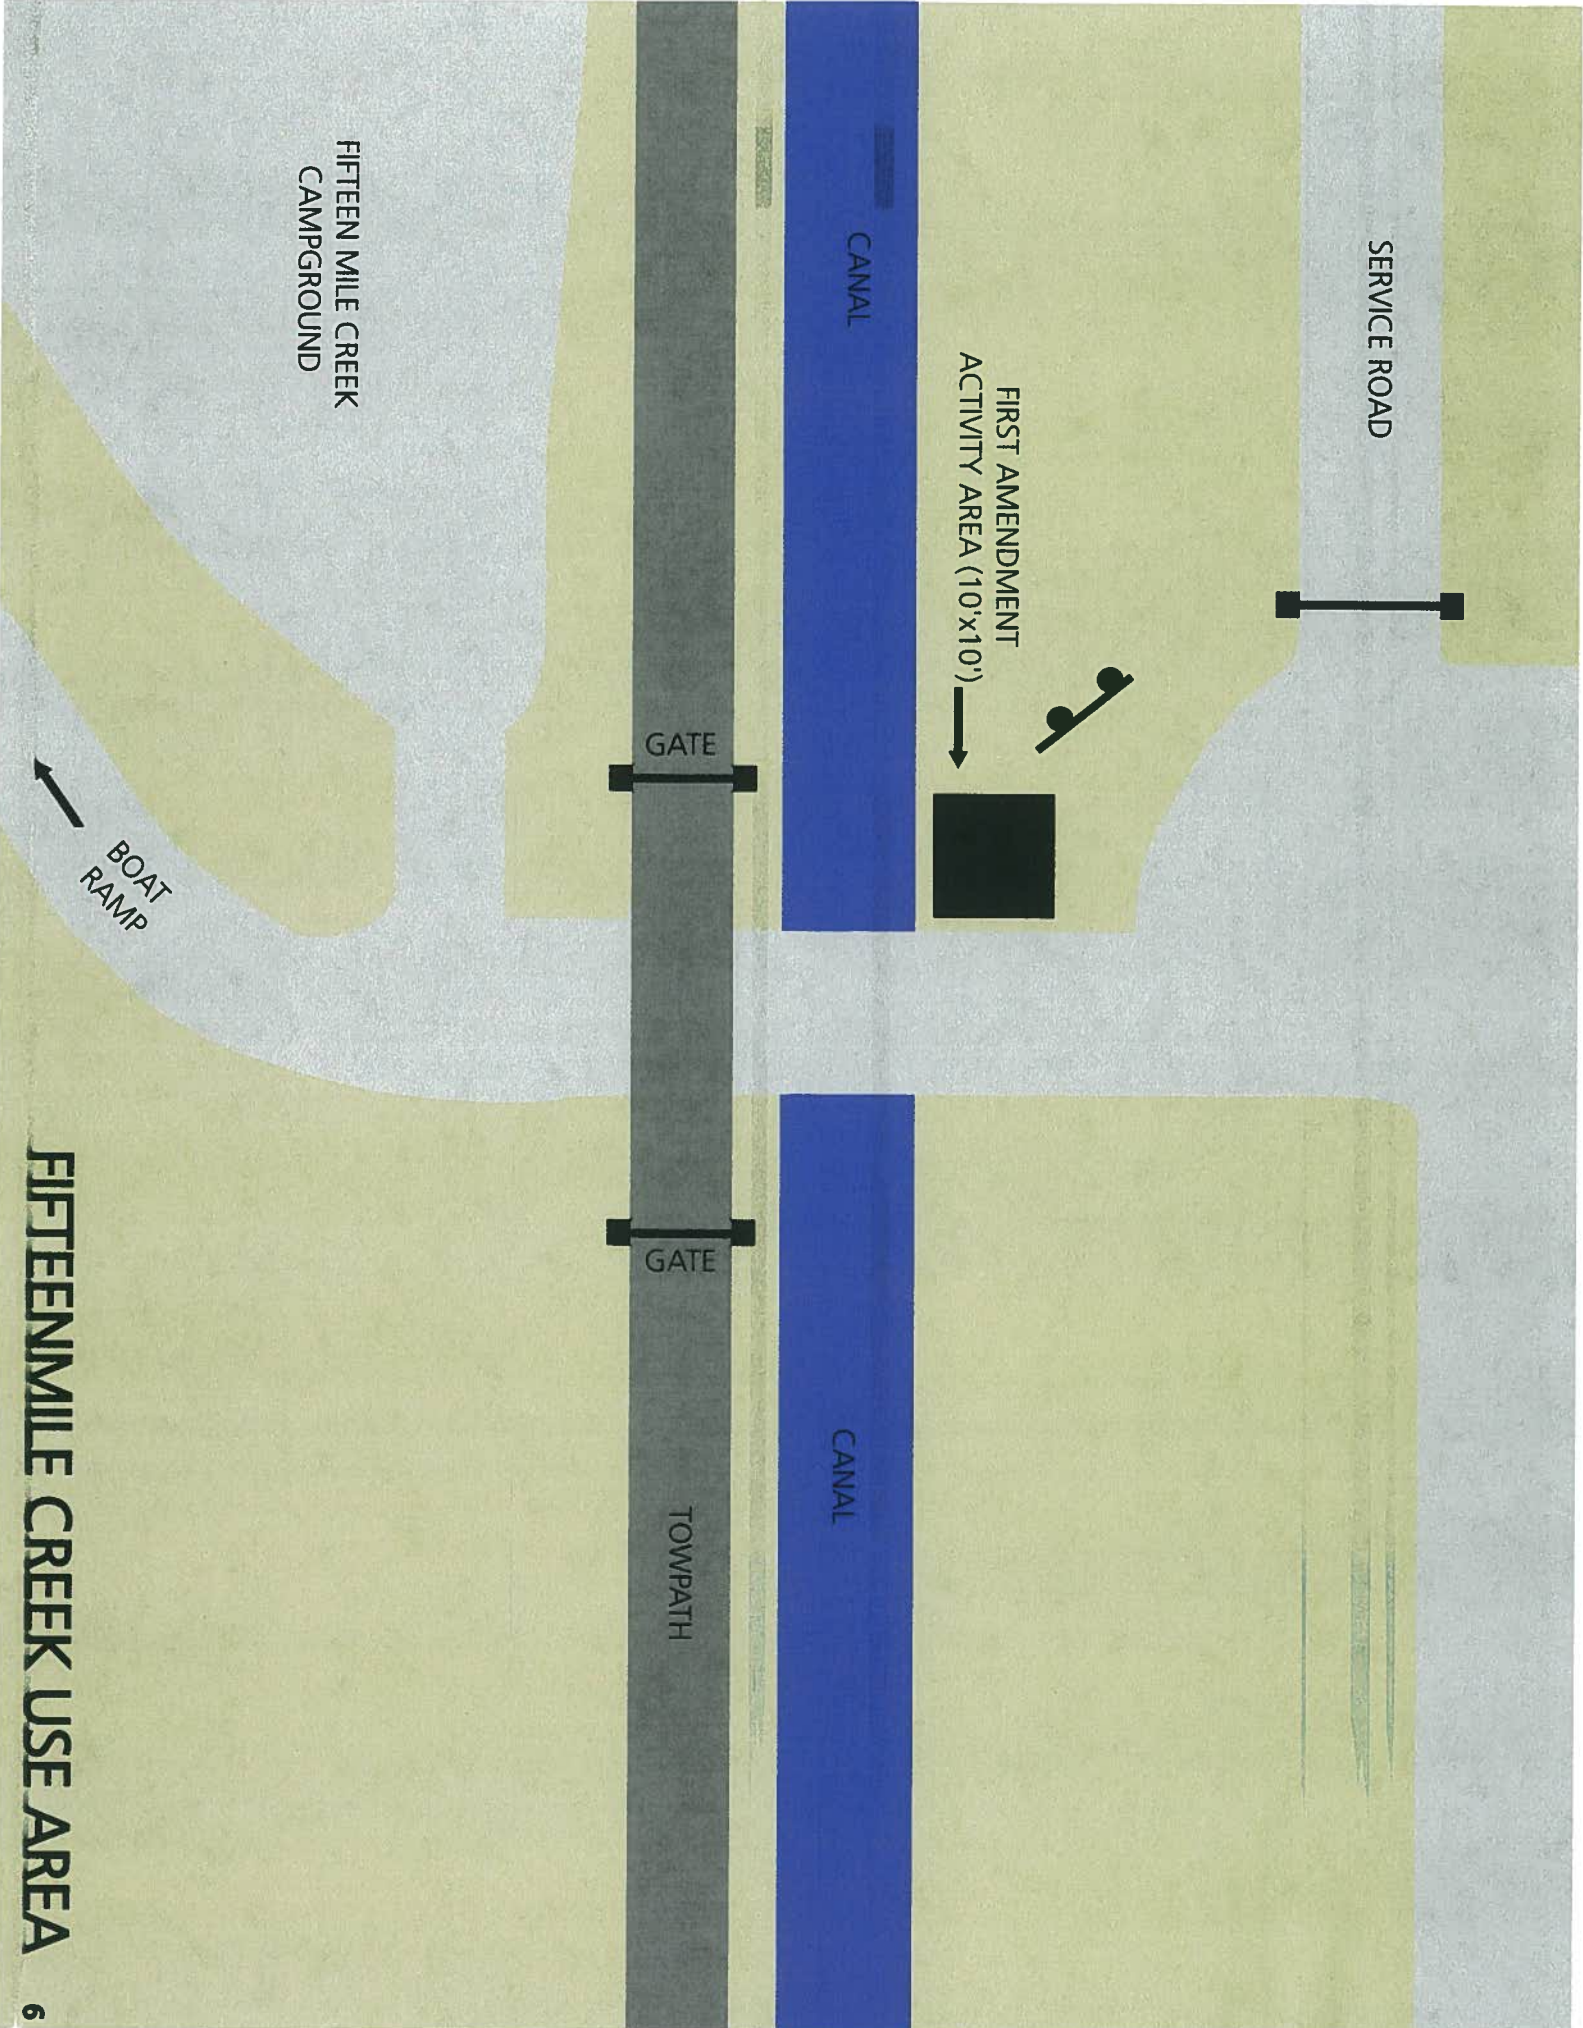 SERVICE ROAD
FIRST AMENDMENT
ACTIVITY AREA (10'x10')
CANAL
CANAL
GATE
GATE
TOWPATH
FIFTEEN MILE CREEK
CAMPGROUND
BOAT
RAMP
FIFTEENMILE CREEK USE AREA
6